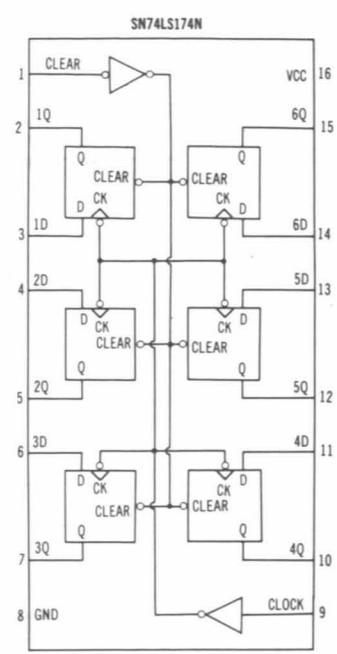 SN74LS174N
1 CLEAR VCC 16
2 1Q 6Q 15
Q Q
CLEAR CLEAR
D CK CK D
3 1D 6D 14
4 2D 5D 13
D CK CK D
CLEAR CLEAR
Q Q
5 2Q 5Q 12
6 3D 4D 11
D CK CK D
CLEAR CLEAR
Q Q
7 3Q 4Q 10
8 GND CLOCK 9